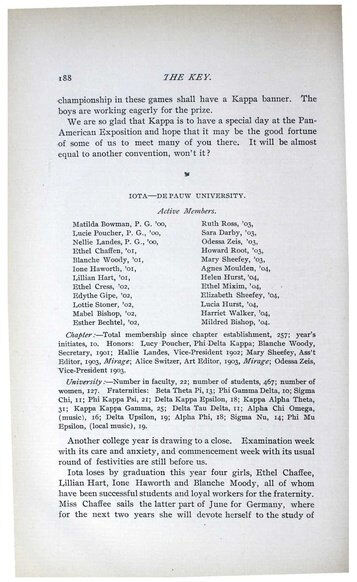 188 THE KEY.
championship in these games shall have a Kappa banner. The
boys are working eagerly for the prize.
We are so glad that Kappa is to have a special day at the Pan-
American Exposition and hope that it may be the good fortune
of some of us to meet many of you there. It will be almost
equal to another convention, won't it?
IOTA—DE PAUW UNIVERSITY.
Active Members.
Matilda Bowman, P. G., '00,
Lucie Poucher, P. G., '00,
Nellie Landes, P. G., '00,
Ethel Chaffen, '01,
Blanche Woody, '01,
Ione Haworth, '01,
Lillian Hart, '01,
Ethel Cress, '02,
Edythe Gipe, '02,
Lottie Stoner, '02,
Mabel Bishop, '02,
Esther Bechtel, '02,
Ruth Ross, '03,
Sara Darby, '03,
Odessa Zeis, '03,
Howard Root, '03,
Mary Sheefey, '03,
Agnes Moulden, '04,
Helen Hurst, '04,
Ethel Mixim, '04,
Elizabeth Sheefey, '04,
Lucia Hurst, '04,
Harriet Walker, '04,
Mildred Bishop, '04.
Chapter:—Total membership since chapter establishment, 257; year's
initiates, 10. Honors: Lucy Poucher, Phi Delta Kappa; Blanche Woody,
Secretary, 1901; Hallie Landes, Vice-President 1902; Mary Sheefey, Ass't
Editor, 1903, Mirage; Alice Switzer, Art Editor, 1903, Mirage; Odessa Zeis,
Vice-President 1903.
University:—Number in faculty, 22; number of students, 467; number of
women, 127. Fraternities: Beta Theta Pi, 13; Phi Gamma Delta, 10; Sigma
Chi, 11; Phi Kappa Psi, 21; Delta Kappa Epsilon, 18; Kappa Alpha Theta,
31; Kappa Kappa Gamma, 25; Delta Tau Delta, 11; Alpha Chi Omega,
(music), 16; Delta Upsilon, 19; Alpha Phi, 18; Sigma Nu, 14; Phi Mu
Epsilon, (local music), 19.
Another college year is drawing to a close. Examination week
with its care and anxiety, and commencement week with its usual
round of festivities are still before us.
Iota loses by graduation this year four girls, Ethel Chaffee,
Lillian Hart, Ione Haworth and Blanche Moody, all of whom
have been successful students and loyal workers for the fraternity.
Miss Chaffee sails the latter part of June for Germany, where
for the next two years she will devote herself to the study of